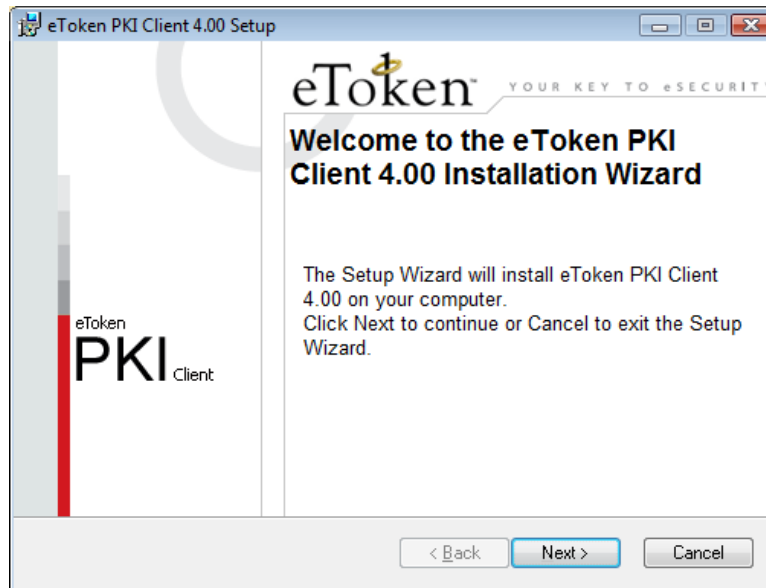 eToken PKI Client 4.00 Setup
eToken™ YOUR KEY TO eSECURITY
Welcome to the eToken PKI
Client 4.00 Installation Wizard
The Setup Wizard will install eToken PKI Client
4.00 on your computer.
Click Next to continue or Cancel to exit the Setup
Wizard.
eToken
PKI Client
< Back
Next >
Cancel